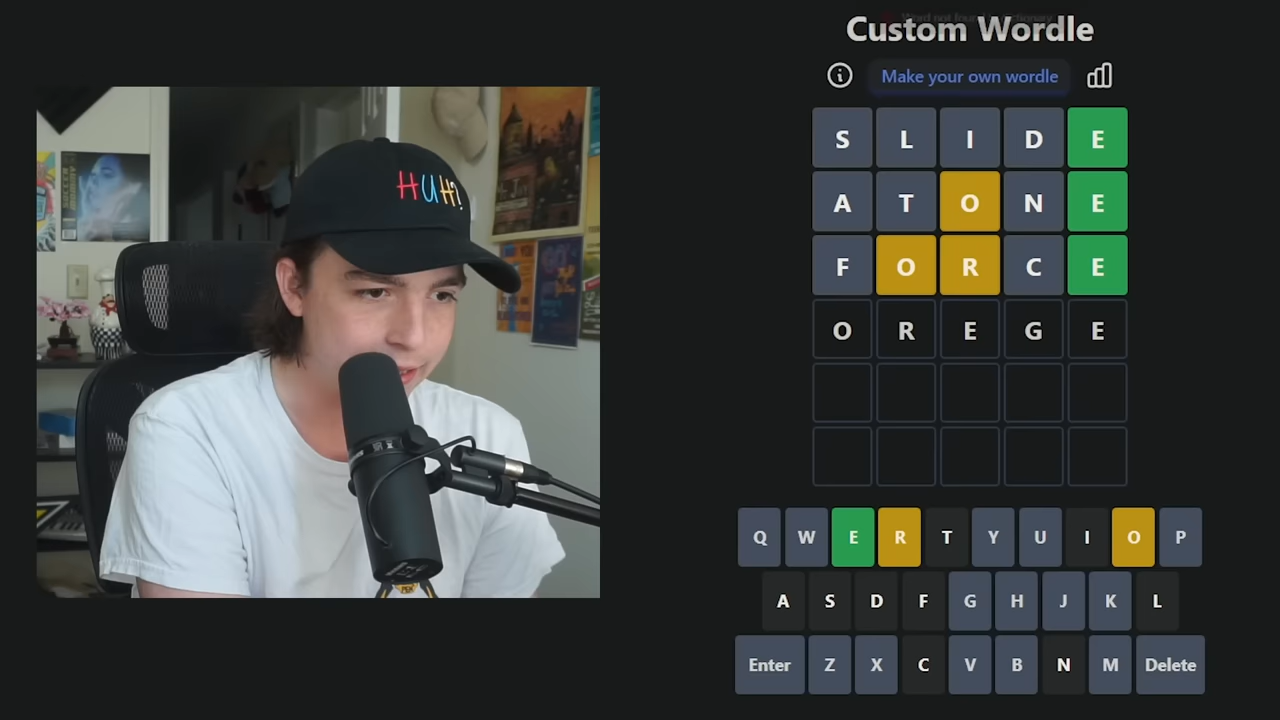 Custom Wordle
Make your own wordle
HUH?
S L I D E
A T O N E
F O R C E
O R E G E
Q W E R T Y U I O P
A S D F G H J K L
Enter Z X C V B N M Delete